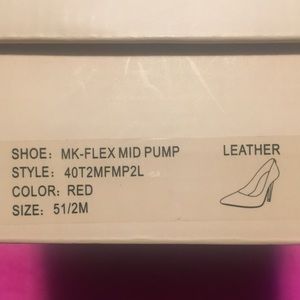 SHOE: MK-FLEX MID PUMP LEATHER
STYLE: 40T2MFMP2L
COLOR: RED
SIZE: 51/2M